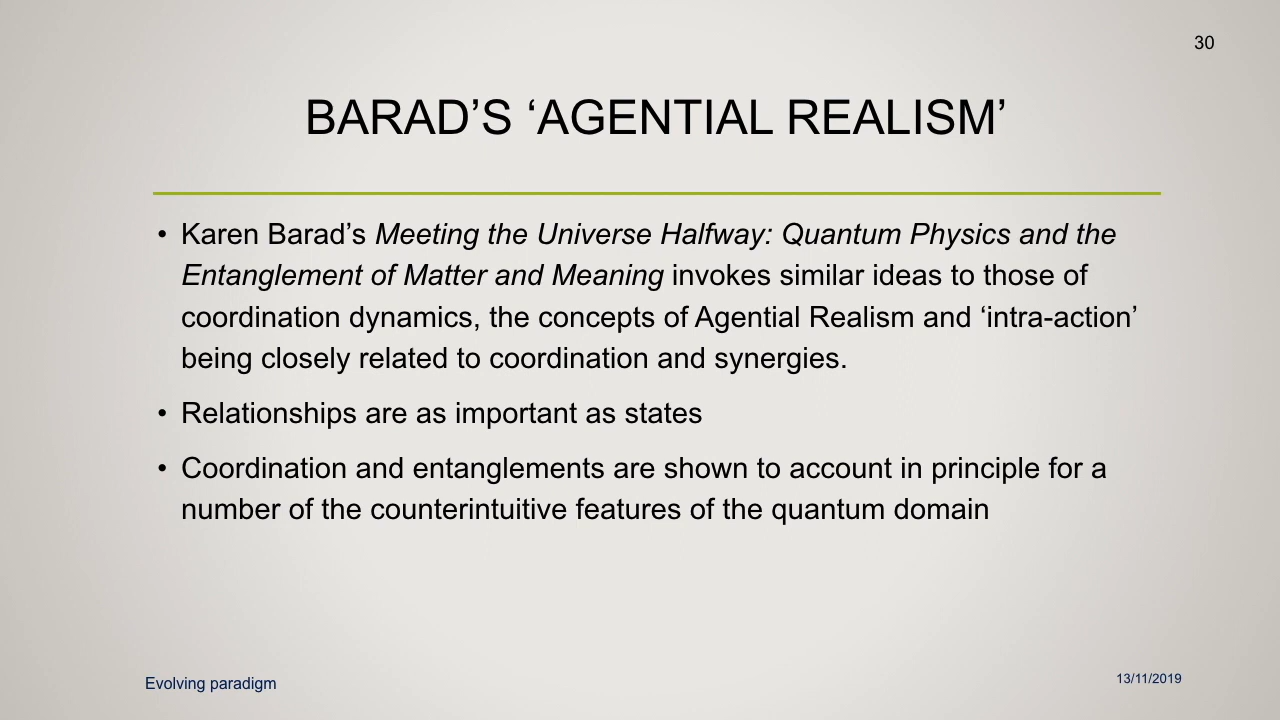 30
BARAD’S ‘AGENTIAL REALISM’
• Karen Barad’s Meeting the Universe Halfway: Quantum Physics and the
Entanglement of Matter and Meaning invokes similar ideas to those of
coordination dynamics, the concepts of Agential Realism and ‘intra-action’
being closely related to coordination and synergies.
• Relationships are as important as states
• Coordination and entanglements are shown to account in principle for a
number of the counterintuitive features of the quantum domain
Evolving paradigm
13/11/2019